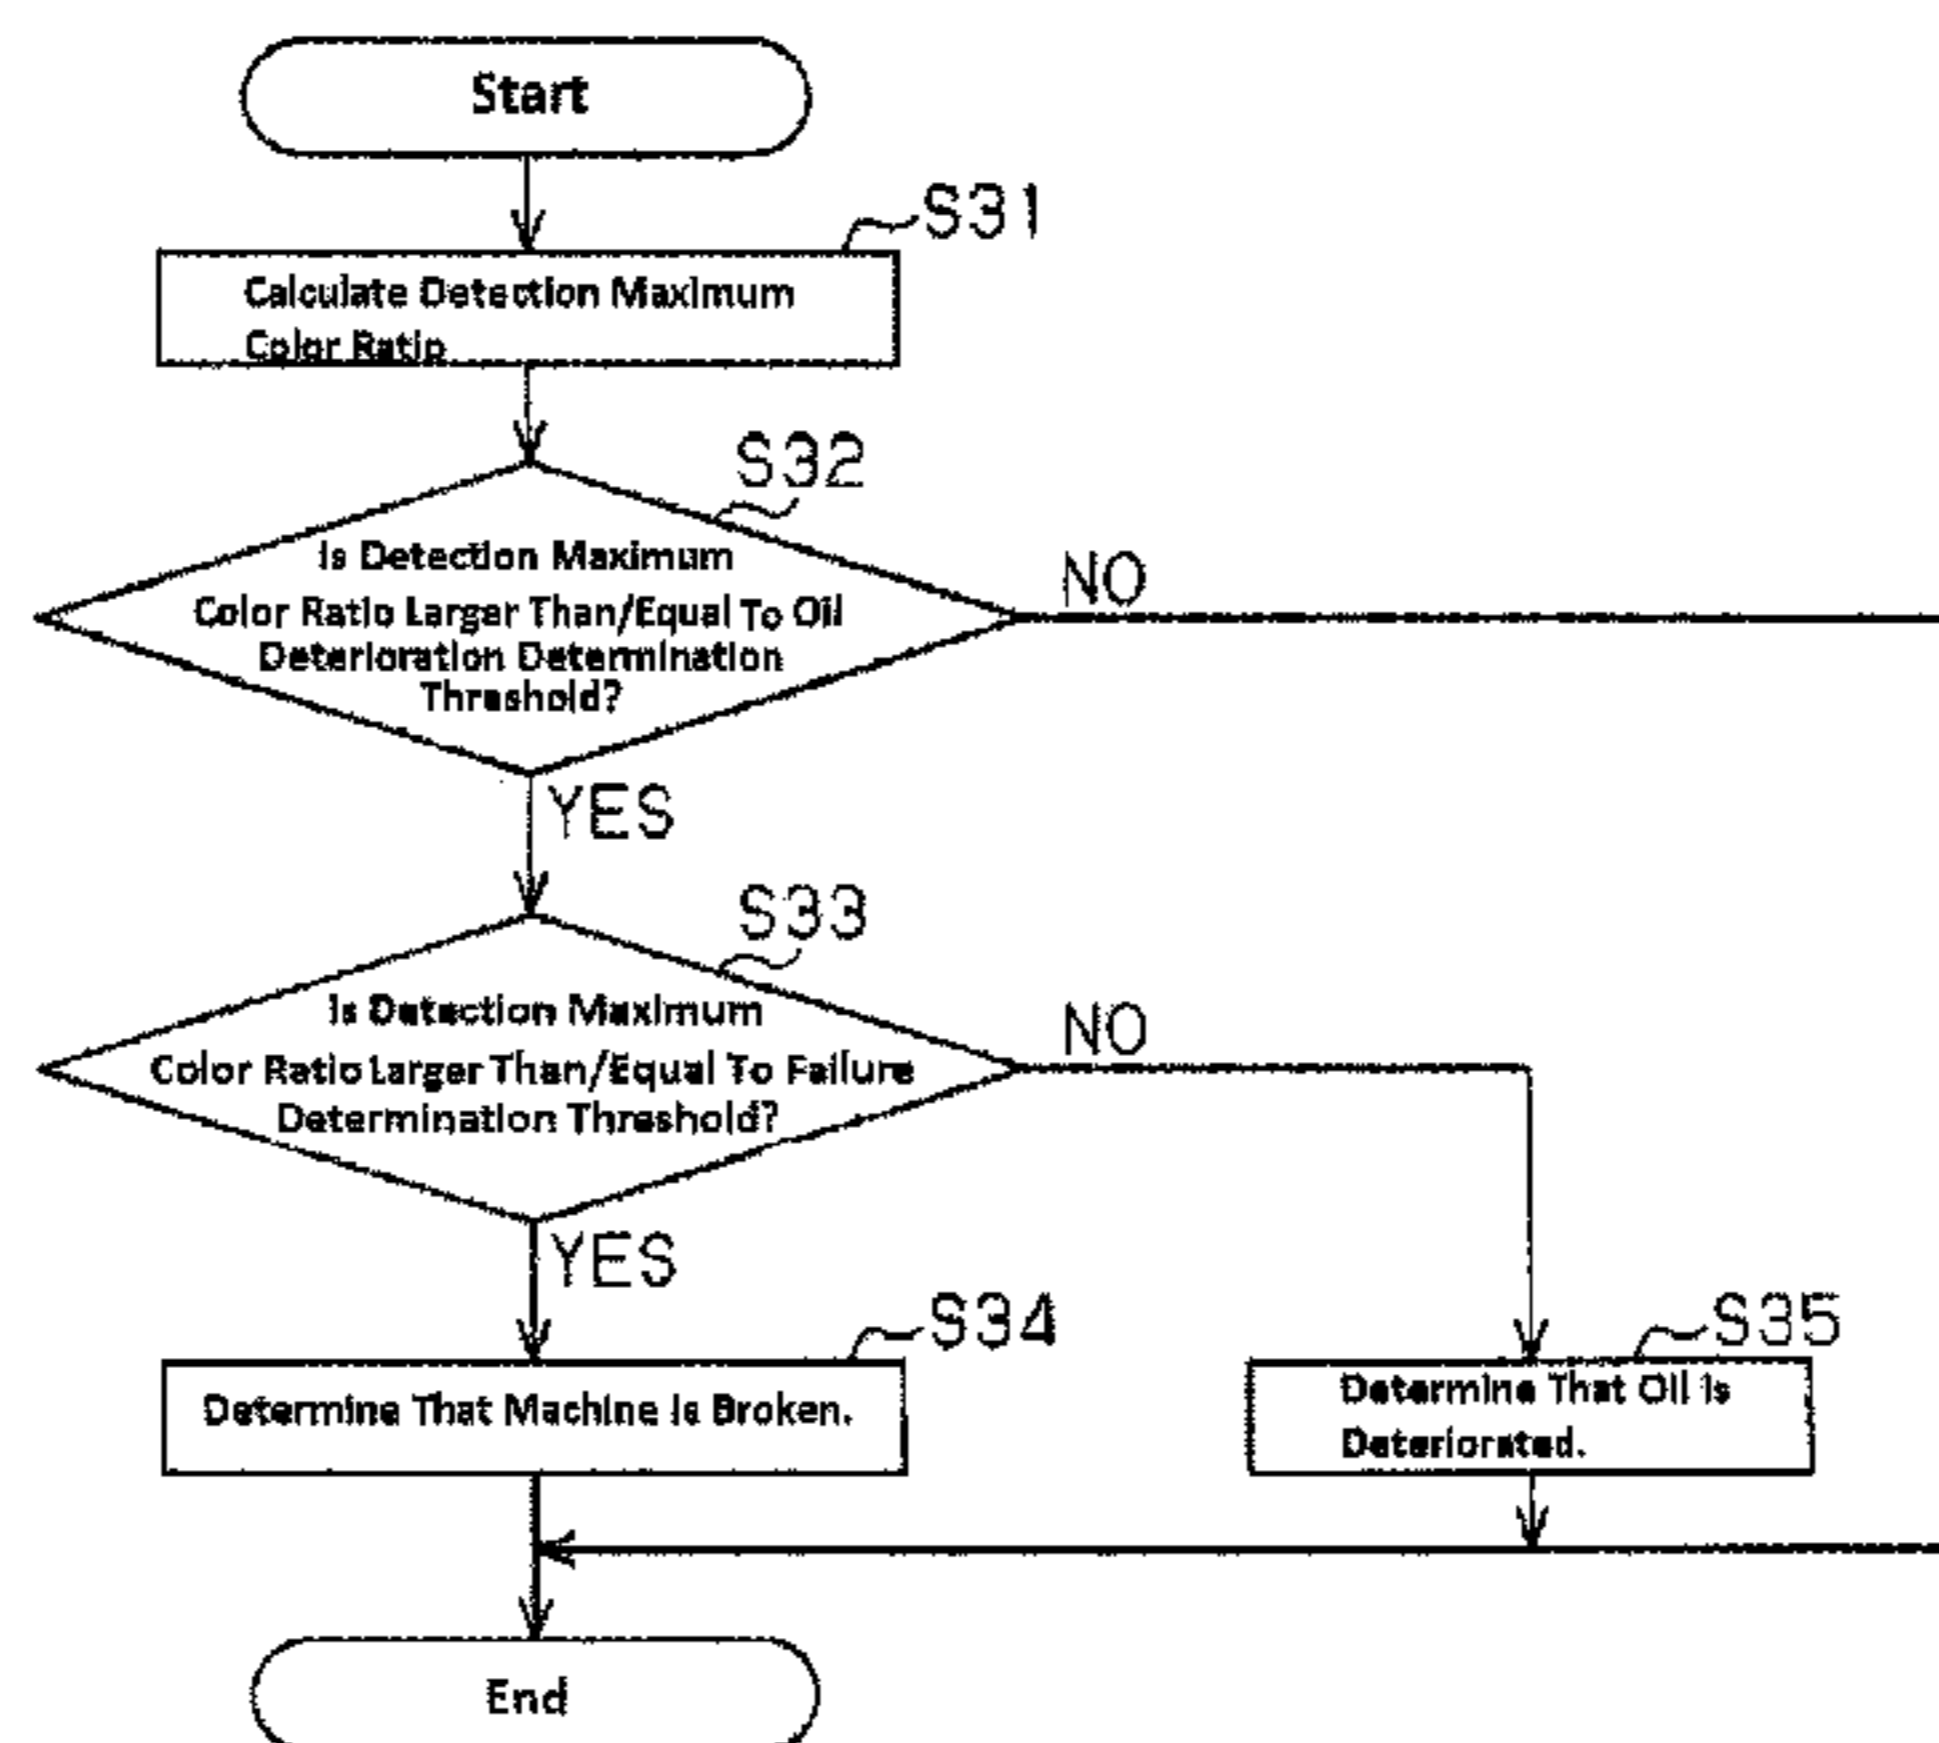 Start
S31
Calculate Detection Maximum
Color Ratio
S32
Is Detection Maximum
Color Ratio Larger Than/Equal To Oil
Deterioration Determination
Threshold?
NO
YES
S33
Is Detection Maximum
Color Ratio Larger Than/Equal To Failure
Determination Threshold?
NO
YES
S34
Determine That Machine Is Broken.
S35
Determine That Oil Is
Deteriorated.
End